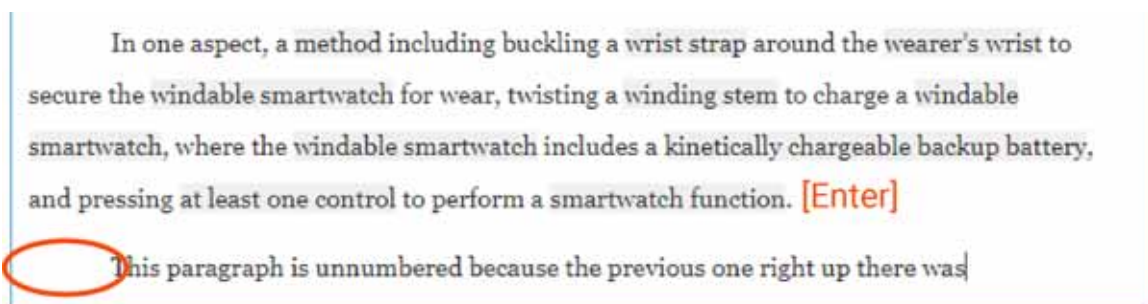 In one aspect, a method including buckling a wrist strap around the wearer's wrist to
secure the windable smartwatch for wear, twisting a winding stem to charge a windable
smartwatch, where the windable smartwatch includes a kinetically chargeable backup battery,
and pressing at least one control to perform a smartwatch function. [Enter]
This paragraph is unnumbered because the previous one right up there was